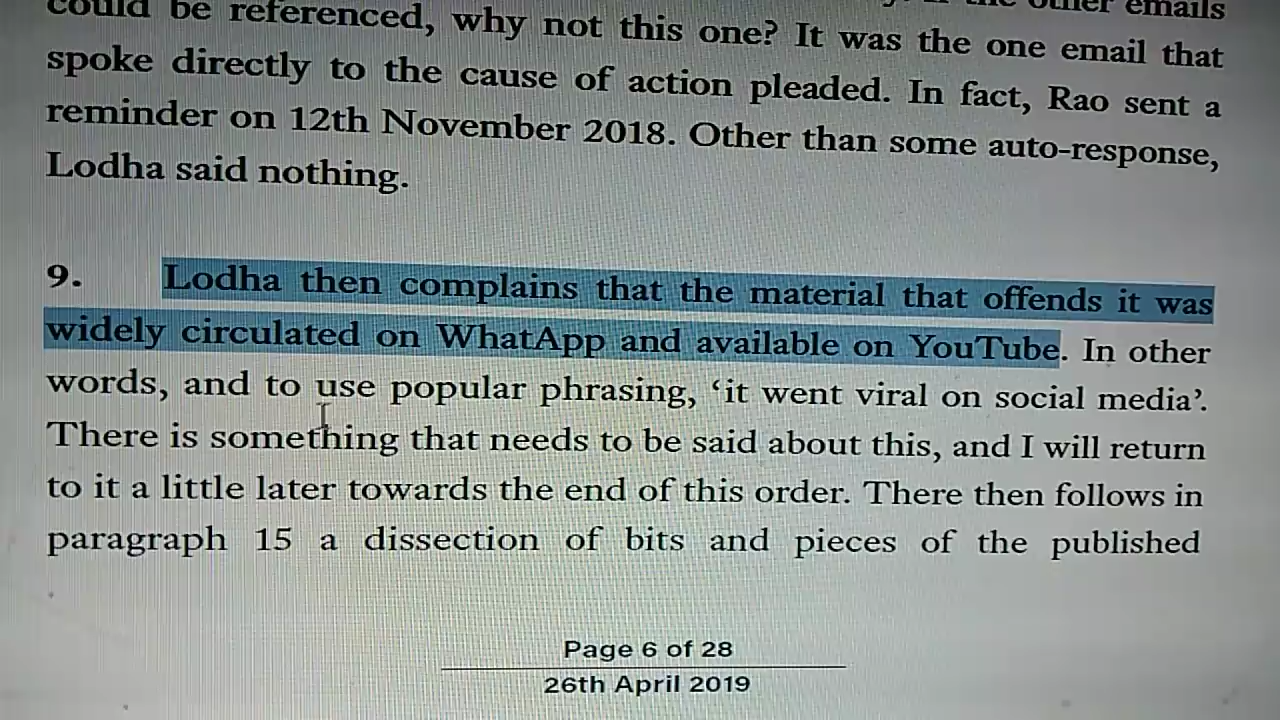 could be referenced, why not this one? It was the one email that
spoke directly to the cause of action pleaded. In fact, Rao sent a
reminder on 12th November 2018. Other than some auto-response,
Lodha said nothing.
9. Lodha then complains that the material that offends it was
widely circulated on WhatApp and available on YouTube. In other
words, and to use popular phrasing, ‘it went viral on social media’.
There is something that needs to be said about this, and I will return
to it a little later towards the end of this order. There then follows in
paragraph 15 a dissection of bits and pieces of the published
Page 6 of 28
26th April 2019